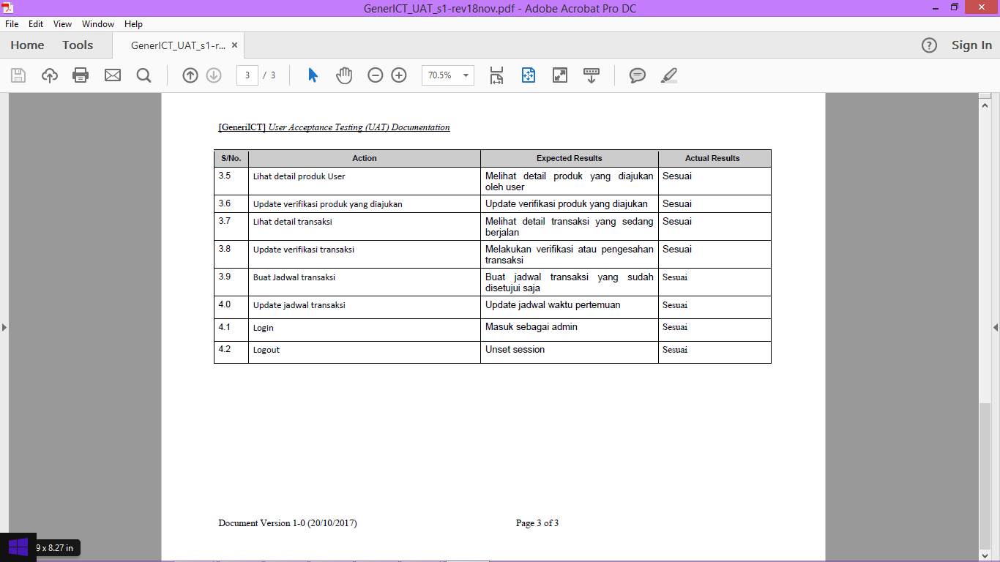 GenerICT_UAT_s1-rev18nov.pdf - Adobe Acrobat Pro DC
File Edit View Window Help
Home Tools GenerICT_UAT_s1-r... × Sign In
3 / 3 70.5%
[GeneriICT] User Acceptance Testing (UAT) Documentation
S/No. Action Expected Results Actual Results
3.5 Lihat detail produk User Melihat detail produk yang diajukan Sesuai
oleh user
3.6 Update verifikasi produk yang diajukan Update verifikasi produk yang diajukan Sesuai
3.7 Lihat detail transaksi Melihat detail transaksi yang sedang Sesuai
berjalan
3.8 Update verifikasi transaksi Melakukan verifikasi atau pengesahan Sesuai
transaksi
3.9 Buat Jadwal transaksi Buat jadwal transaksi yang sudah Sesuai
disetujui saja
4.0 Update jadwal transaksi Update jadwal waktu pertemuan Sesuai
4.1 Login Masuk sebagai admin Sesuai
4.2 Logout Unset session Sesuai
Document Version 1-0 (20/10/2017) Page 3 of 3
9 x 8.27 in